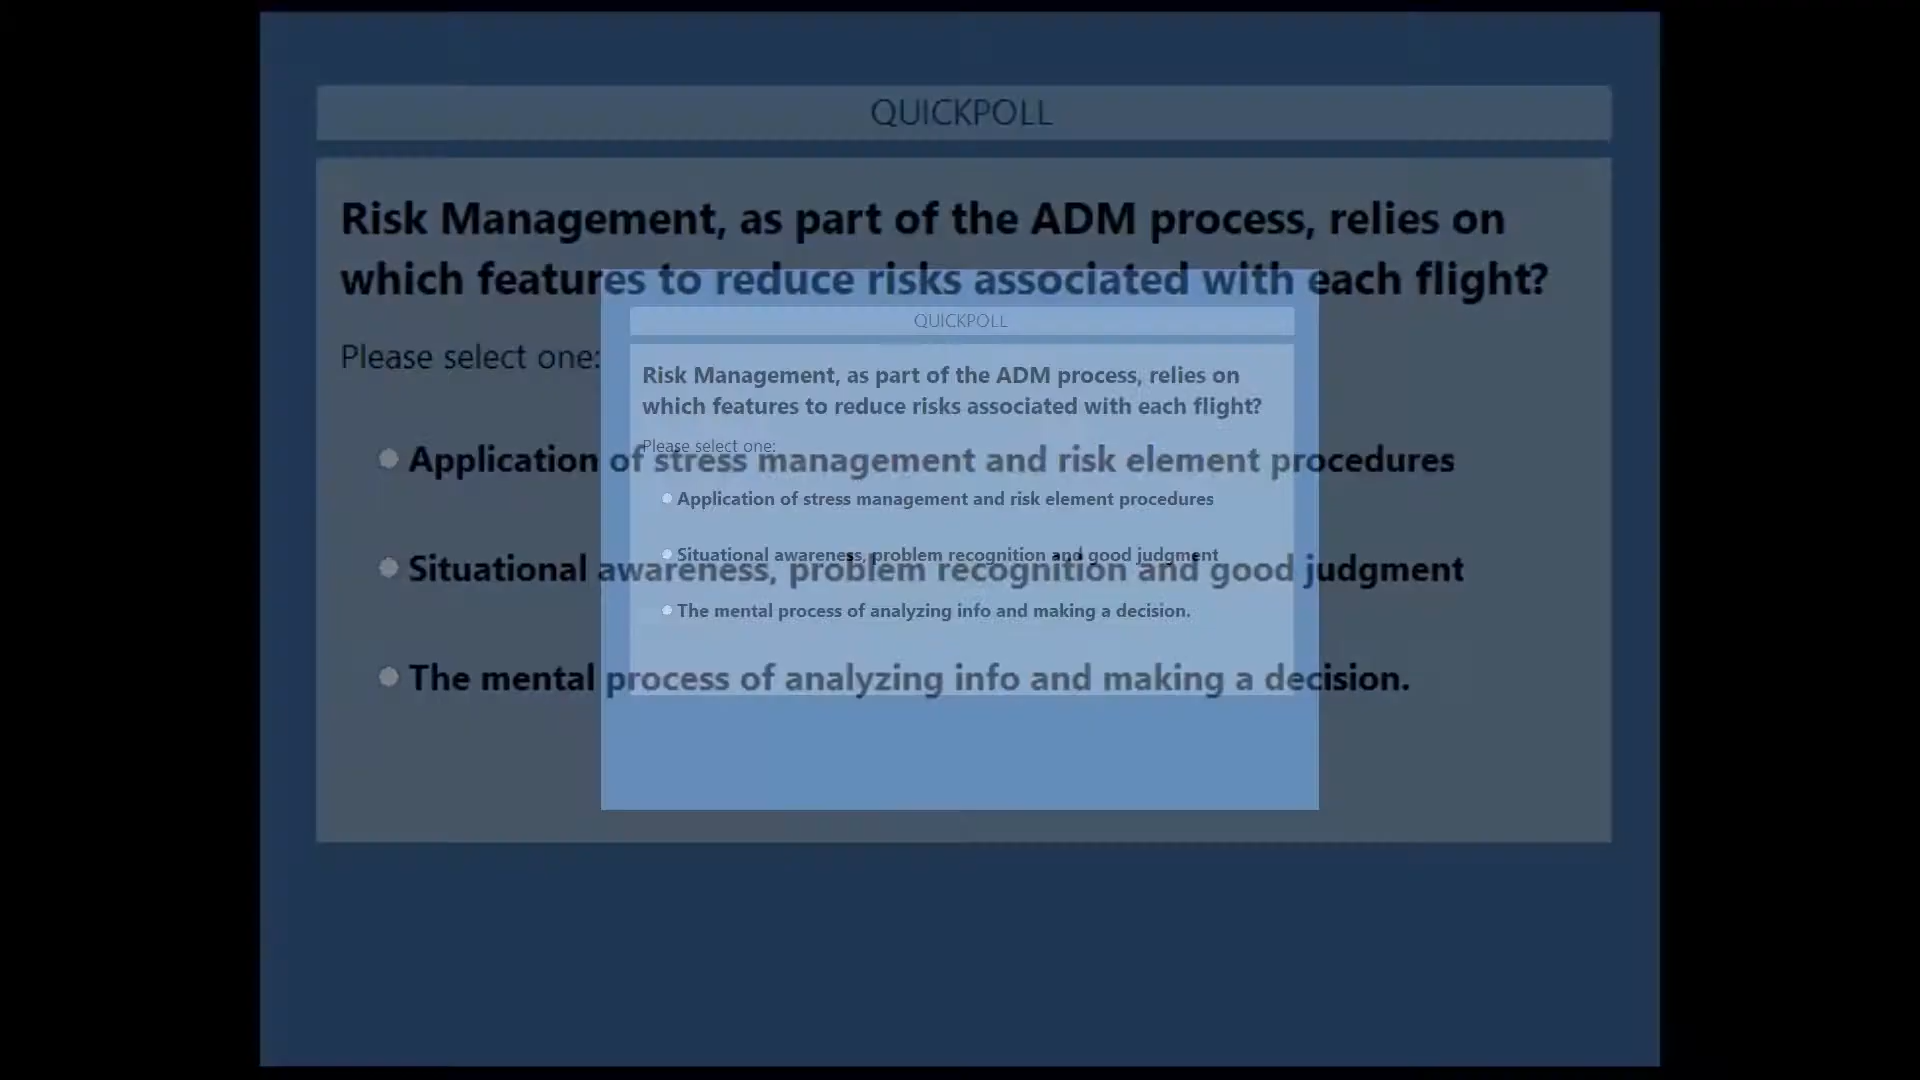 QUICKPOLL
Risk Management, as part of the ADM process, relies on
which features to reduce risks associated with each flight?
Please select one:
Application of stress management and risk element procedures
Situational awareness, problem recognition and good judgment
The mental process of analyzing info and making a decision.
QUICKPOLL
Risk Management, as part of the ADM process, relies on
which features to reduce risks associated with each flight?
Please select one:
Application of stress management and risk element procedures
Situational awareness, problem recognition and good judgment
The mental process of analyzing info and making a decision.